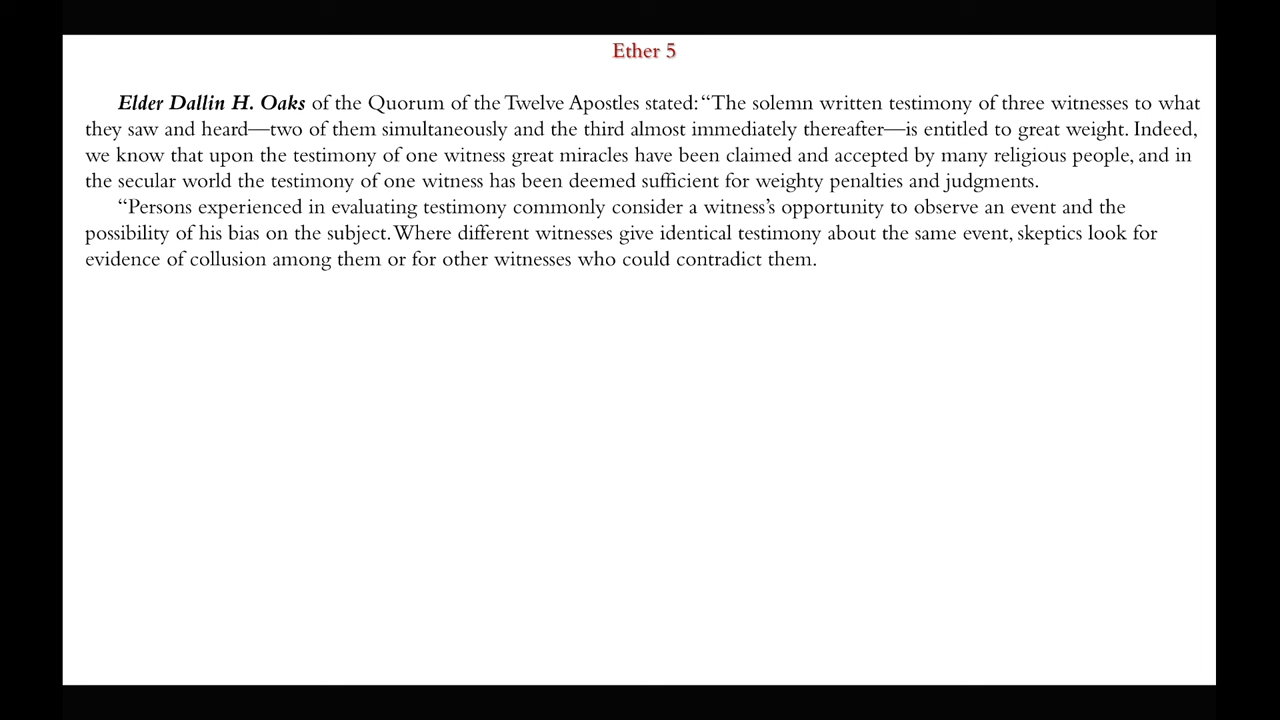 Ether 5
Elder Dallin H. Oaks of the Quorum of the Twelve Apostles stated: “The solemn written testimony of three witnesses to what
they saw and heard—two of them simultaneously and the third almost immediately thereafter—is entitled to great weight. Indeed,
we know that upon the testimony of one witness great miracles have been claimed and accepted by many religious people, and in
the secular world the testimony of one witness has been deemed sufficient for weighty penalties and judgments.
“Persons experienced in evaluating testimony commonly consider a witness’s opportunity to observe an event and the
possibility of his bias on the subject. Where different witnesses give identical testimony about the same event, skeptics look for
evidence of collusion among them or for other witnesses who could contradict them.